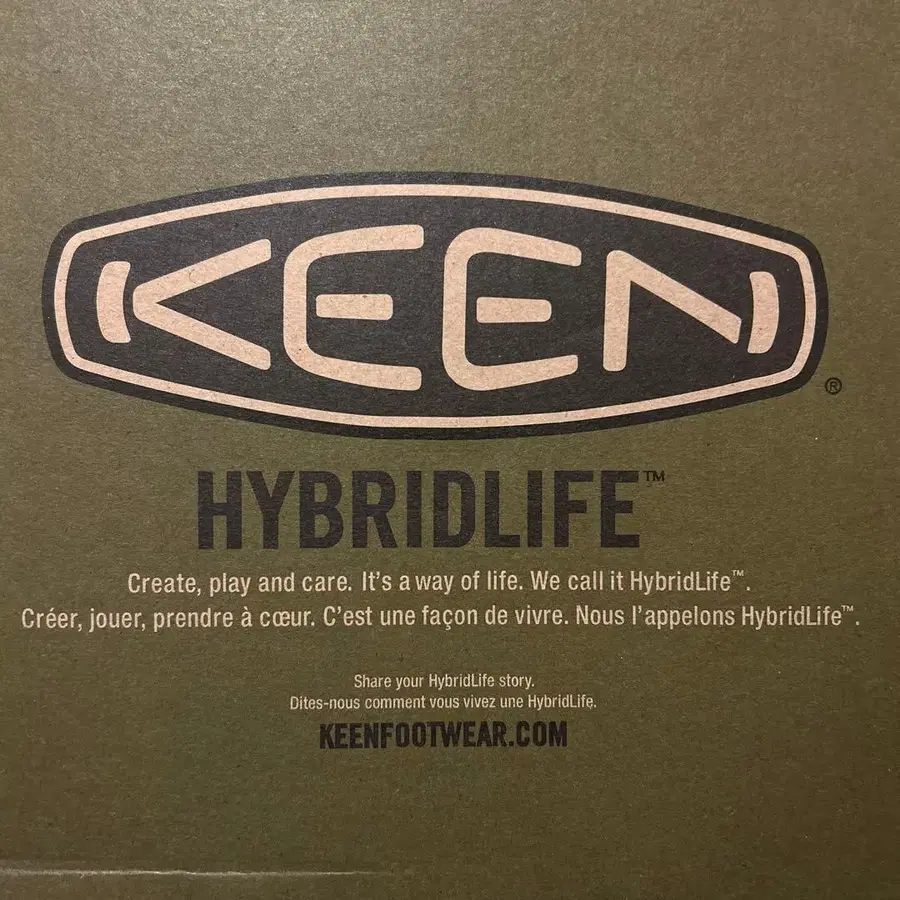 KEEN®
HYBRIDLIFE™
Create, play and care. It's a way of life. We call it HybridLife™.
Créer, jouer, prendre à cœur. C'est une façon de vivre. Nous l'appelons HybridLife™.
Share your HybridLife story.
Dites-nous comment vous vivez une HybridLife.
KEENFOOTWEAR.COM